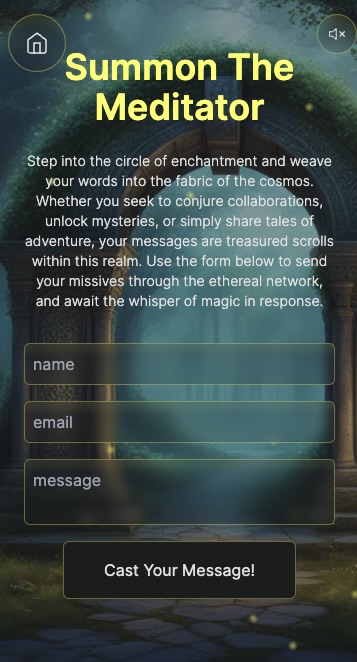 Summon The
Meditator
Step into the circle of enchantment and weave
your words into the fabric of the cosmos.
Whether you seek to conjure collaborations,
unlock mysteries, or simply share tales of
adventure, your messages are treasured scrolls
within this realm. Use the form below to send
your missives through the ethereal network,
and await the whisper of magic in response.
name
email
message
Cast Your Message!